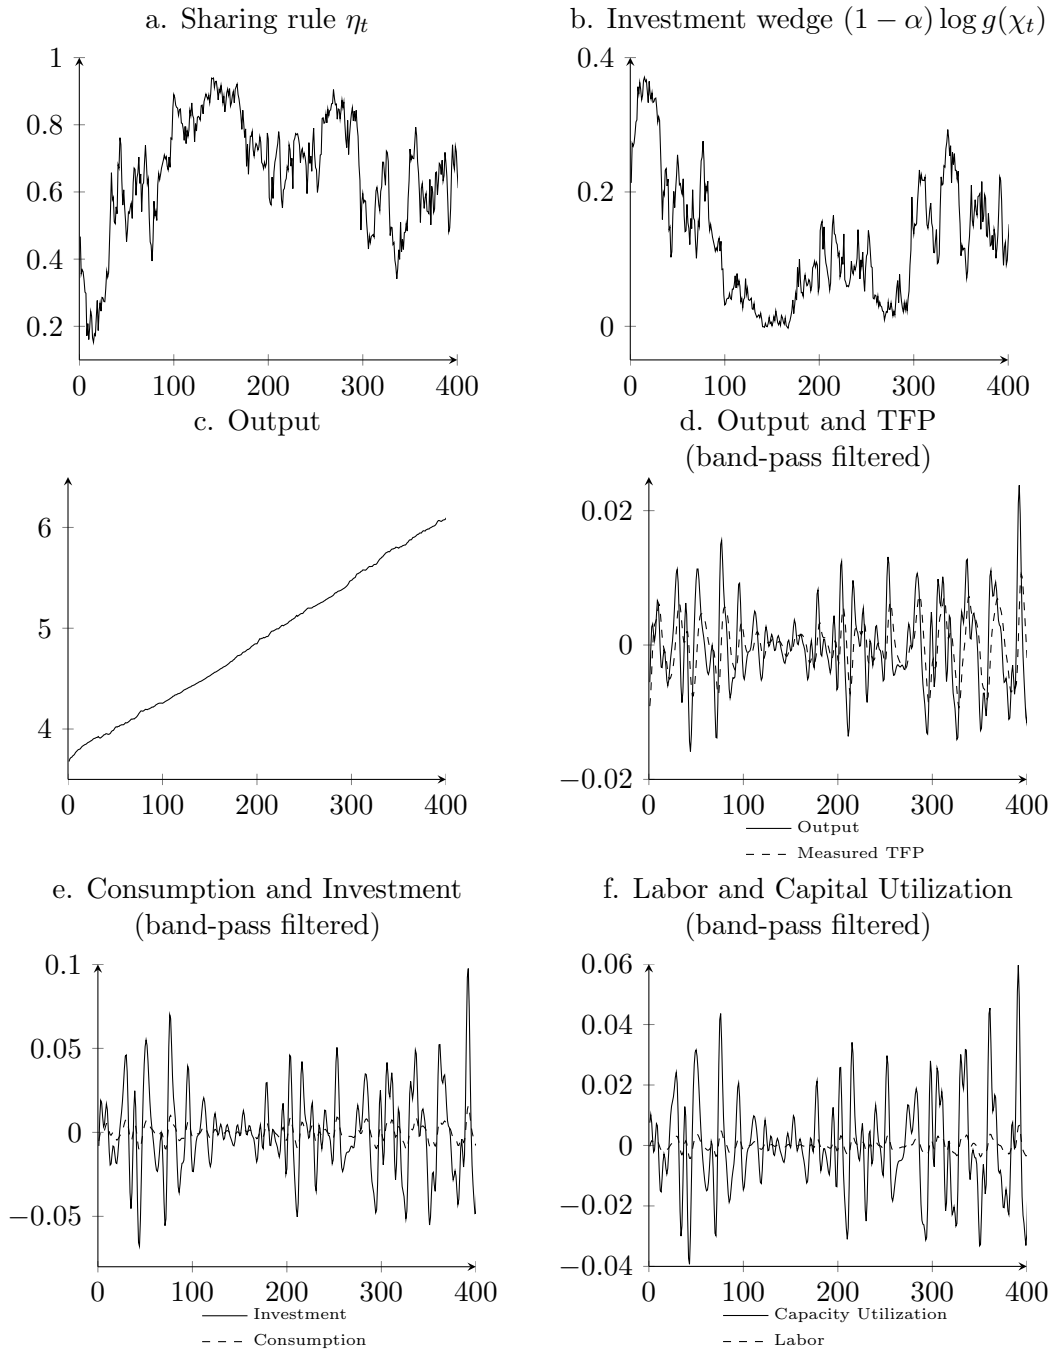 a. Sharing rule η_t
b. Investment wedge (1 − α) log g(χ_t)
1
0.8
0.6
0.4
0.2
0 100 200 300 400
0.4
0.2
0
0 100 200 300 400
c. Output
d. Output and TFP
(band-pass filtered)
6
5
4
0 100 200 300 400
0.02
0
−0.02
0 100 200 300 400
Output
Measured TFP
e. Consumption and Investment
(band-pass filtered)
f. Labor and Capital Utilization
(band-pass filtered)
0.1
0.05
0
−0.05
0 100 200 300 400
Investment
Consumption
0.06
0.04
0.02
0
−0.02
−0.04
0 100 200 300 400
Capacity Utilization
Labor